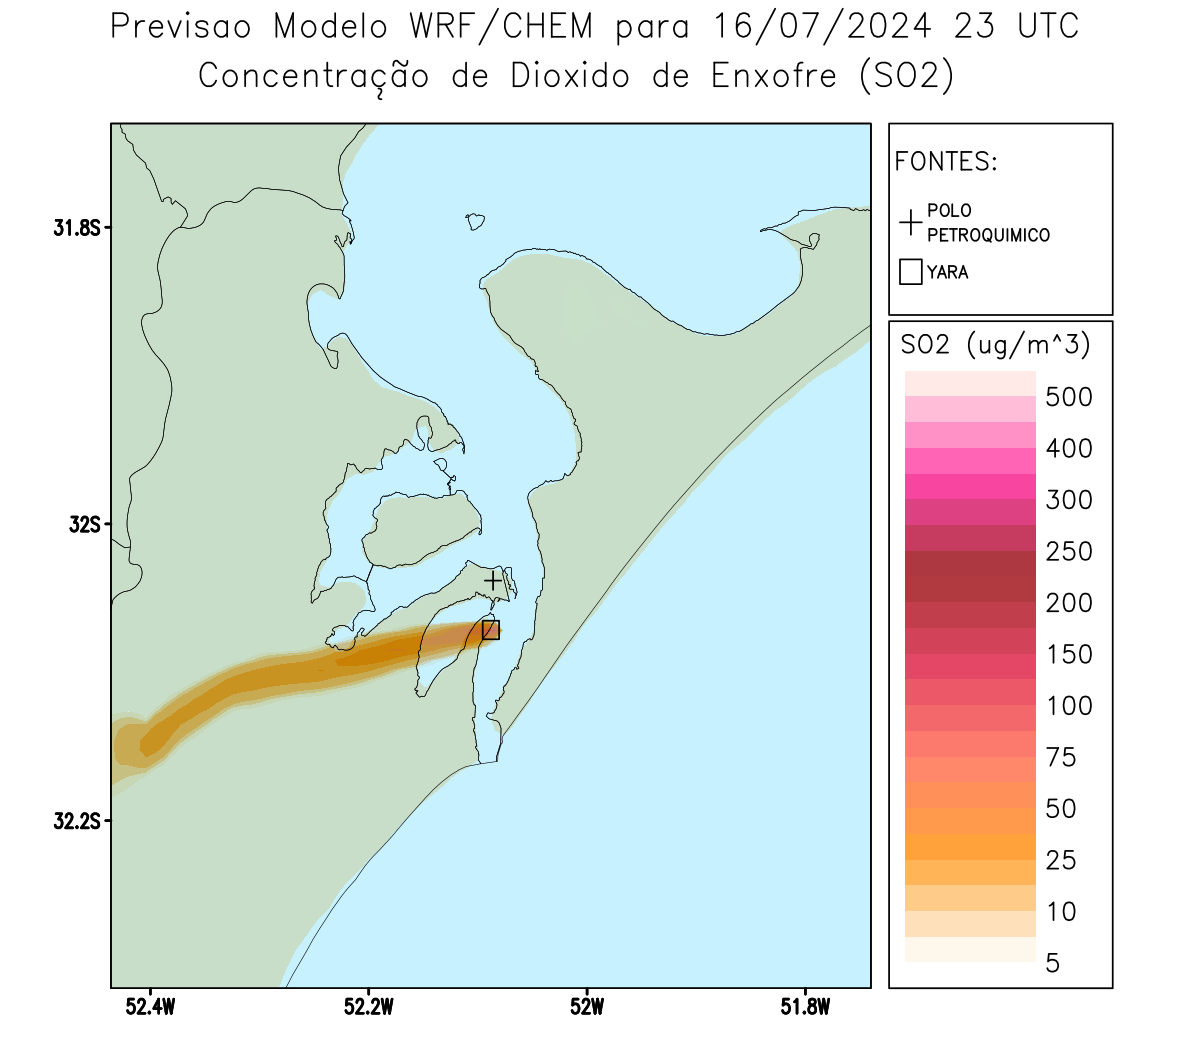 Previsao Modelo WRF/CHEM para 16/07/2024 23 UTC
Concentração de Dioxido de Enxofre (SO2)
FONTES:
POLO
PETROQUIMICO
YARA
31.8S
32S
32.2S
52.4W
52.2W
52W
51.8W
SO2 (ug/m^3)
500
400
300
250
200
150
100
75
50
25
10
5